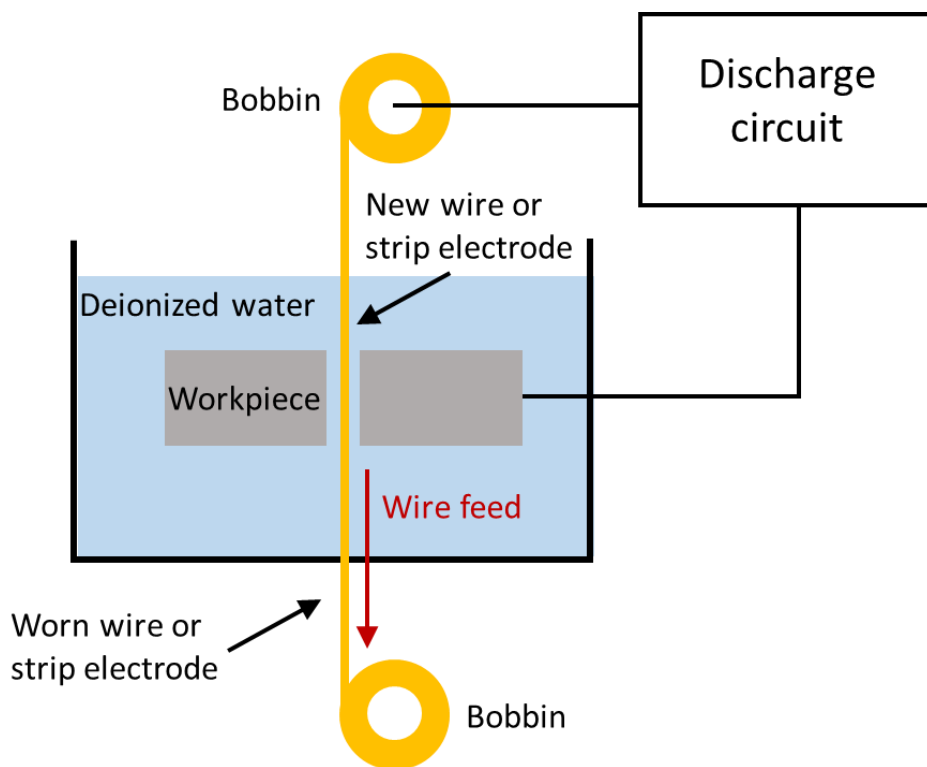 Bobbin
Discharge
circuit
New wire or
strip electrode
Deionized water
Workpiece
Wire feed
Worn wire or
strip electrode
Bobbin